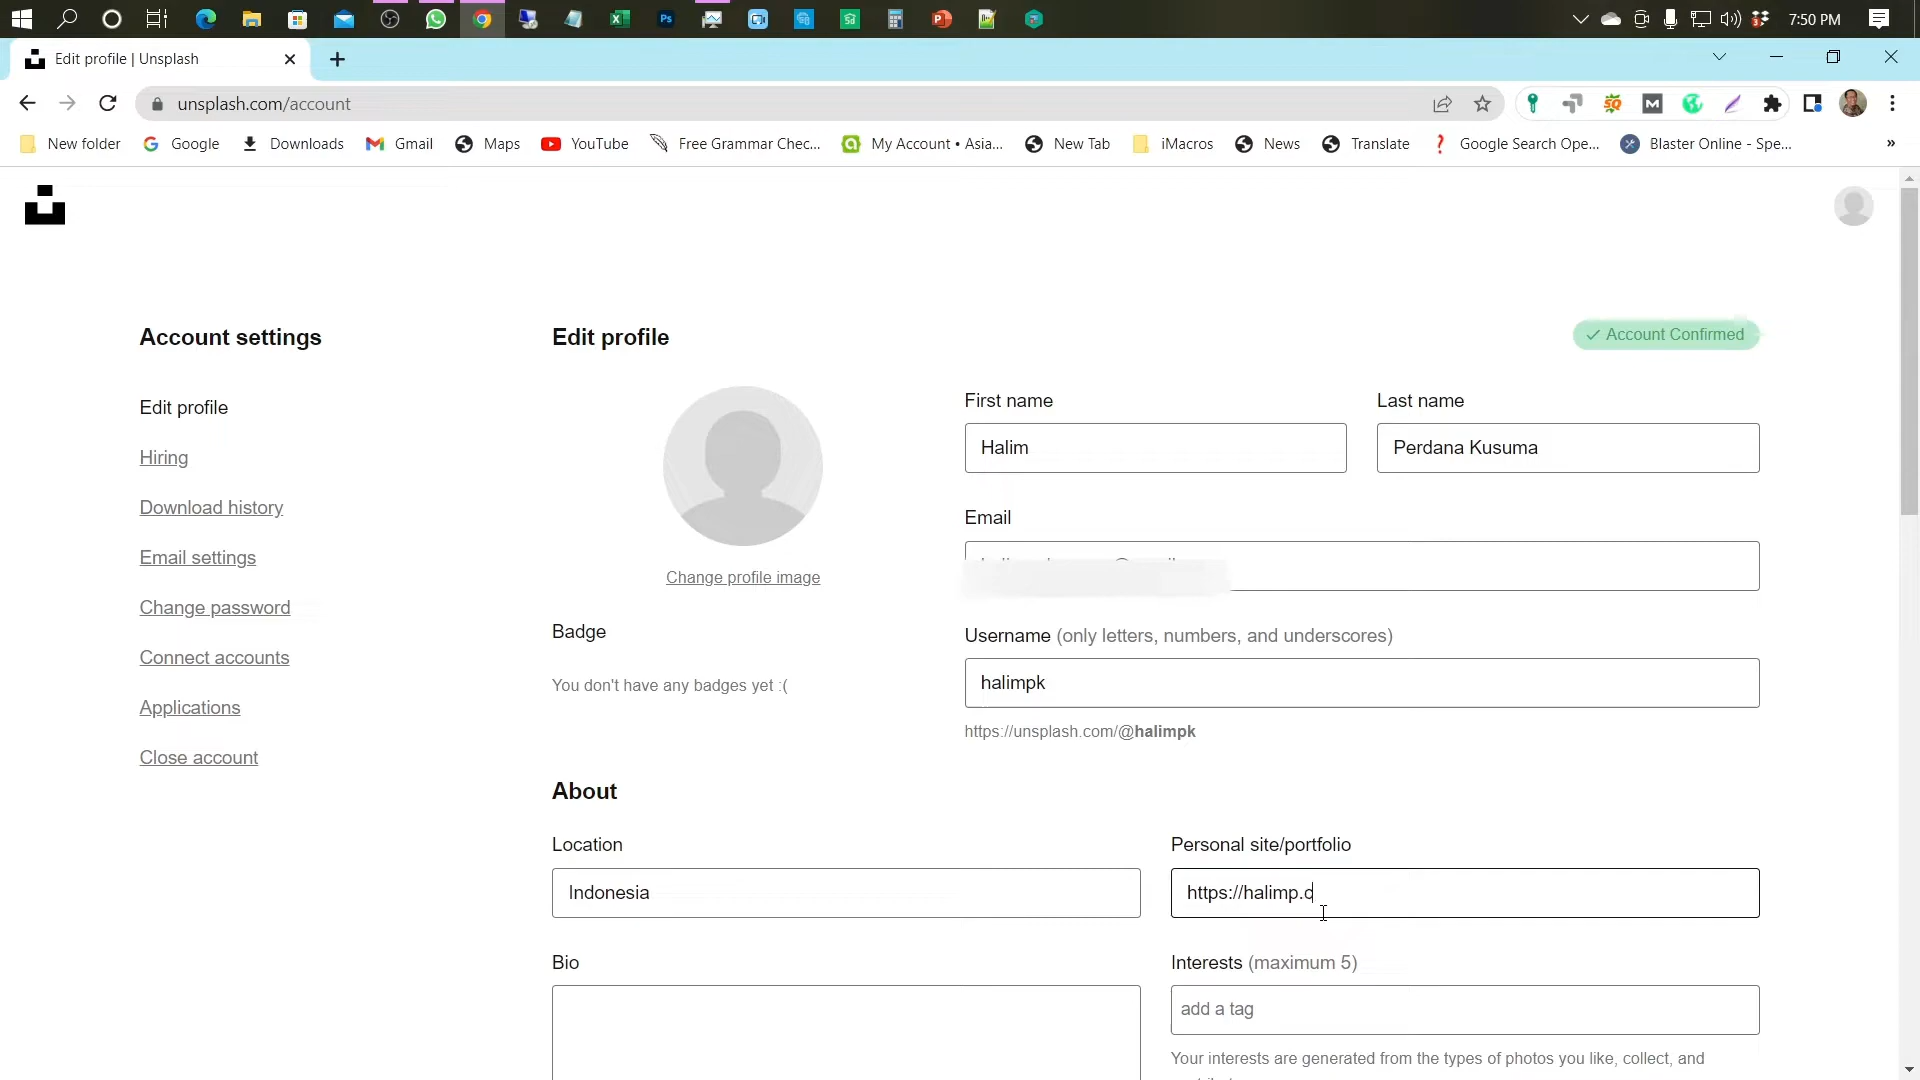 7:50 PM
Edit profile | Unsplash
unsplash.com/account
New folder
Google
Downloads
Gmail
Maps
YouTube
Free Grammar Chec...
My Account • Asia...
New Tab
iMacros
News
Translate
Google Search Ope...
Blaster Online - Spe...
»
Account settings
Edit profile
Hiring
Download history
Email settings
Change password
Connect accounts
Applications
Close account
Edit profile
Account Confirmed
Change profile image
Badge
You don't have any badges yet :(
First name
Halim
Last name
Perdana Kusuma
Email
Username (only letters, numbers, and underscores)
halimpk
https://unsplash.com/@halimpk
About
Location
Indonesia
Personal site/portfolio
https://halimp.c
Bio
Interests (maximum 5)
add a tag
Your interests are generated from the types of photos you like, collect, and